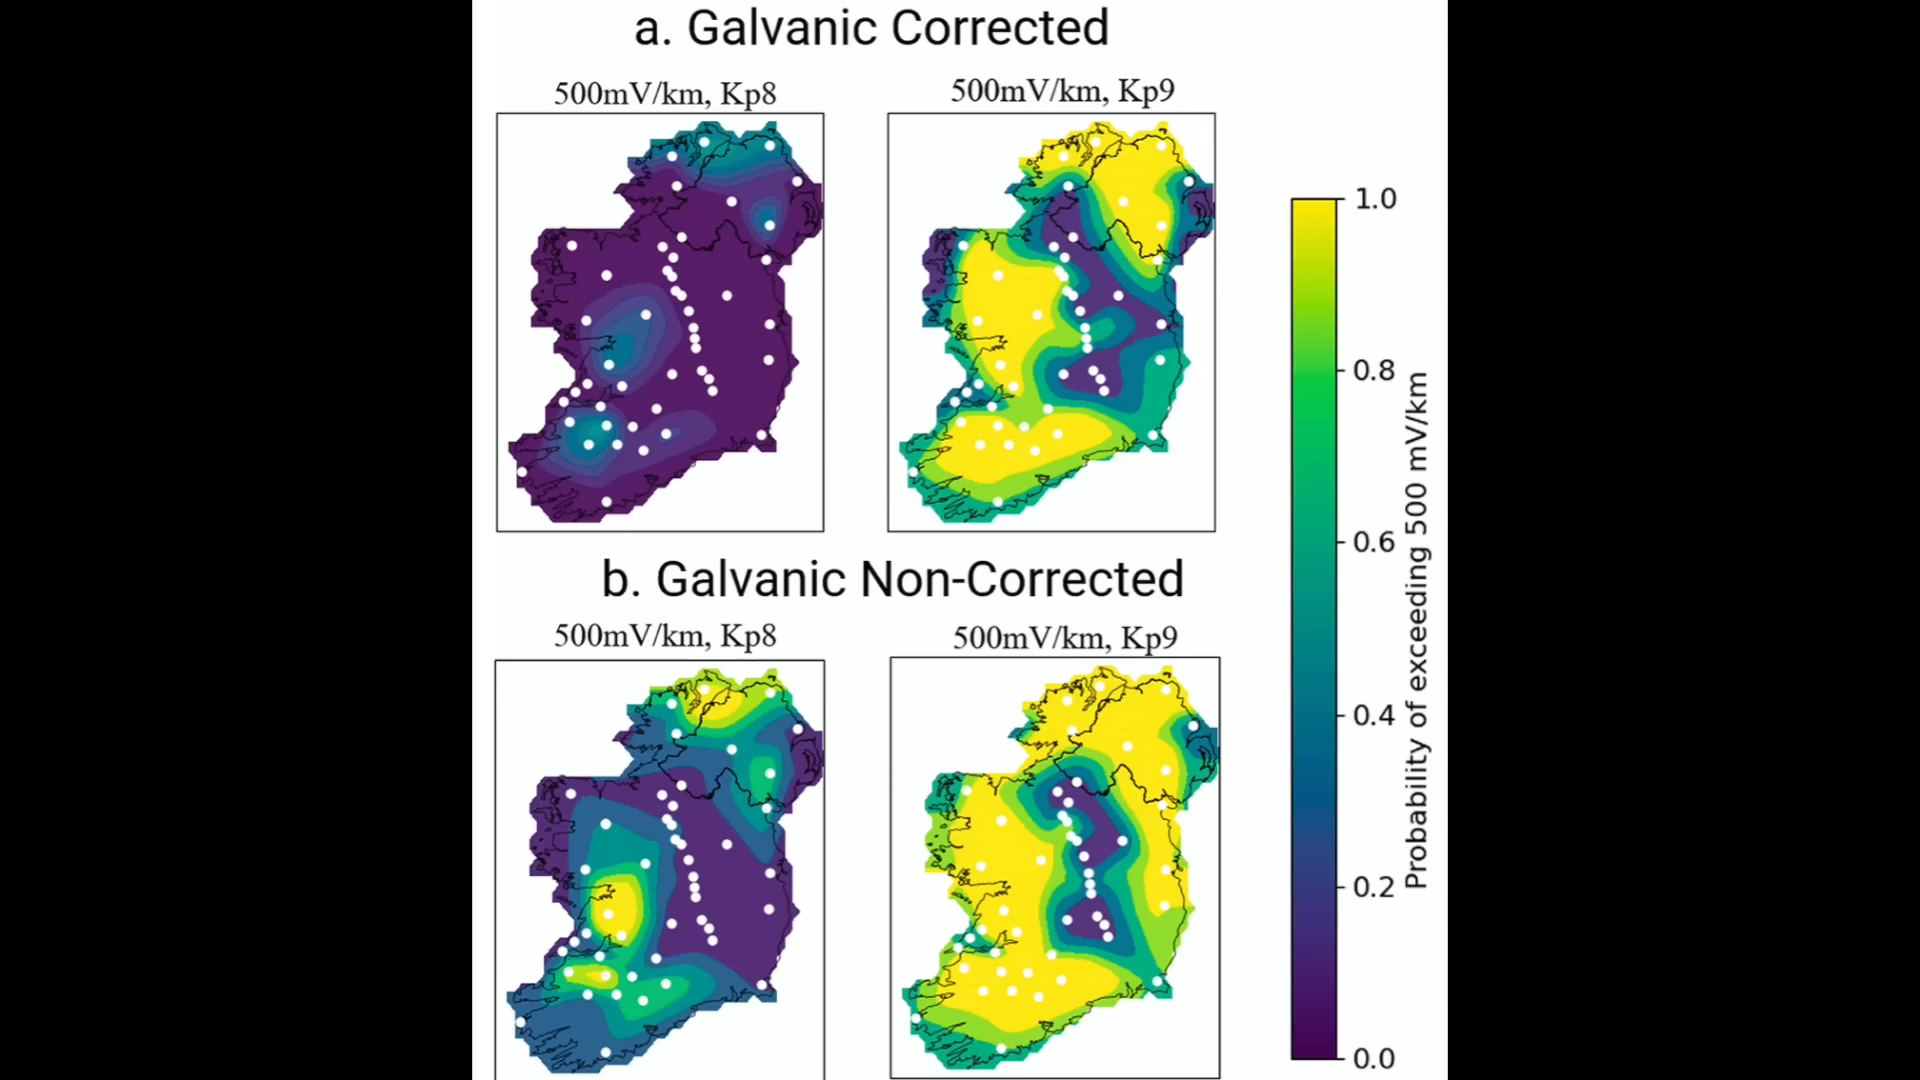 a. Galvanic Corrected
500mV/km, Kp8
500mV/km, Kp9
b. Galvanic Non-Corrected
500mV/km, Kp8
500mV/km, Kp9
1.0
0.8
0.6
0.4
0.2
0.0
Probability of exceeding 500 mV/km